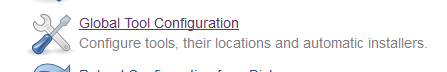 Global Tool Configuration
Configure tools, their locations and automatic installers.